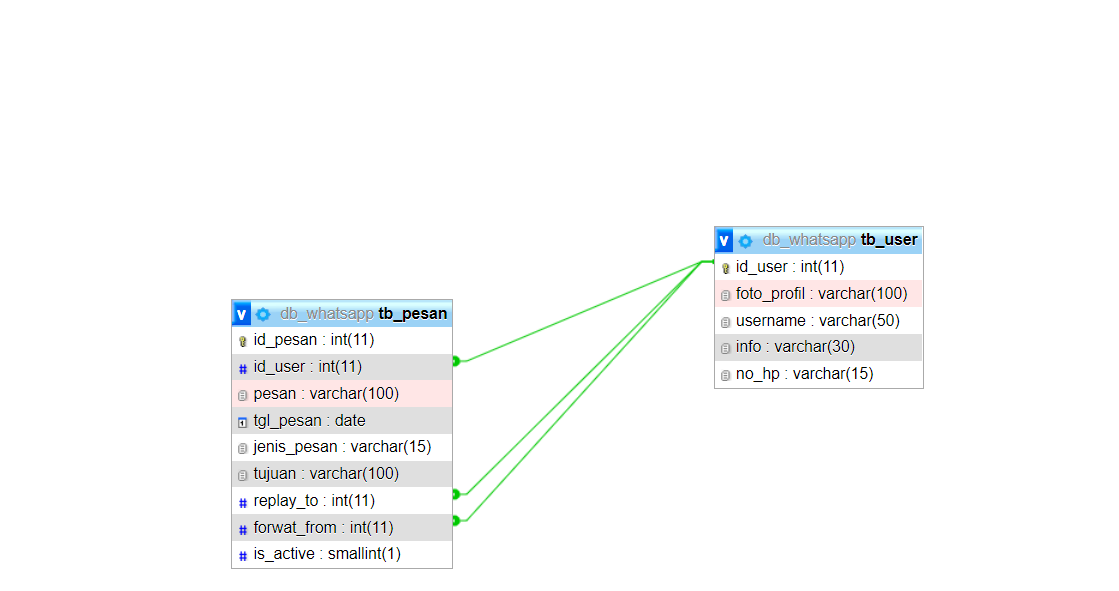 v db_whatsapp tb_user
id_user : int(11)
foto_profil : varchar(100)
username : varchar(50)
info : varchar(30)
no_hp : varchar(15)
v db_whatsapp tb_pesan
id_pesan : int(11)
# id_user : int(11)
pesan : varchar(100)
tgl_pesan : date
jenis_pesan : varchar(15)
tujuan : varchar(100)
# replay_to : int(11)
# forwat_from : int(11)
# is_active : smallint(1)